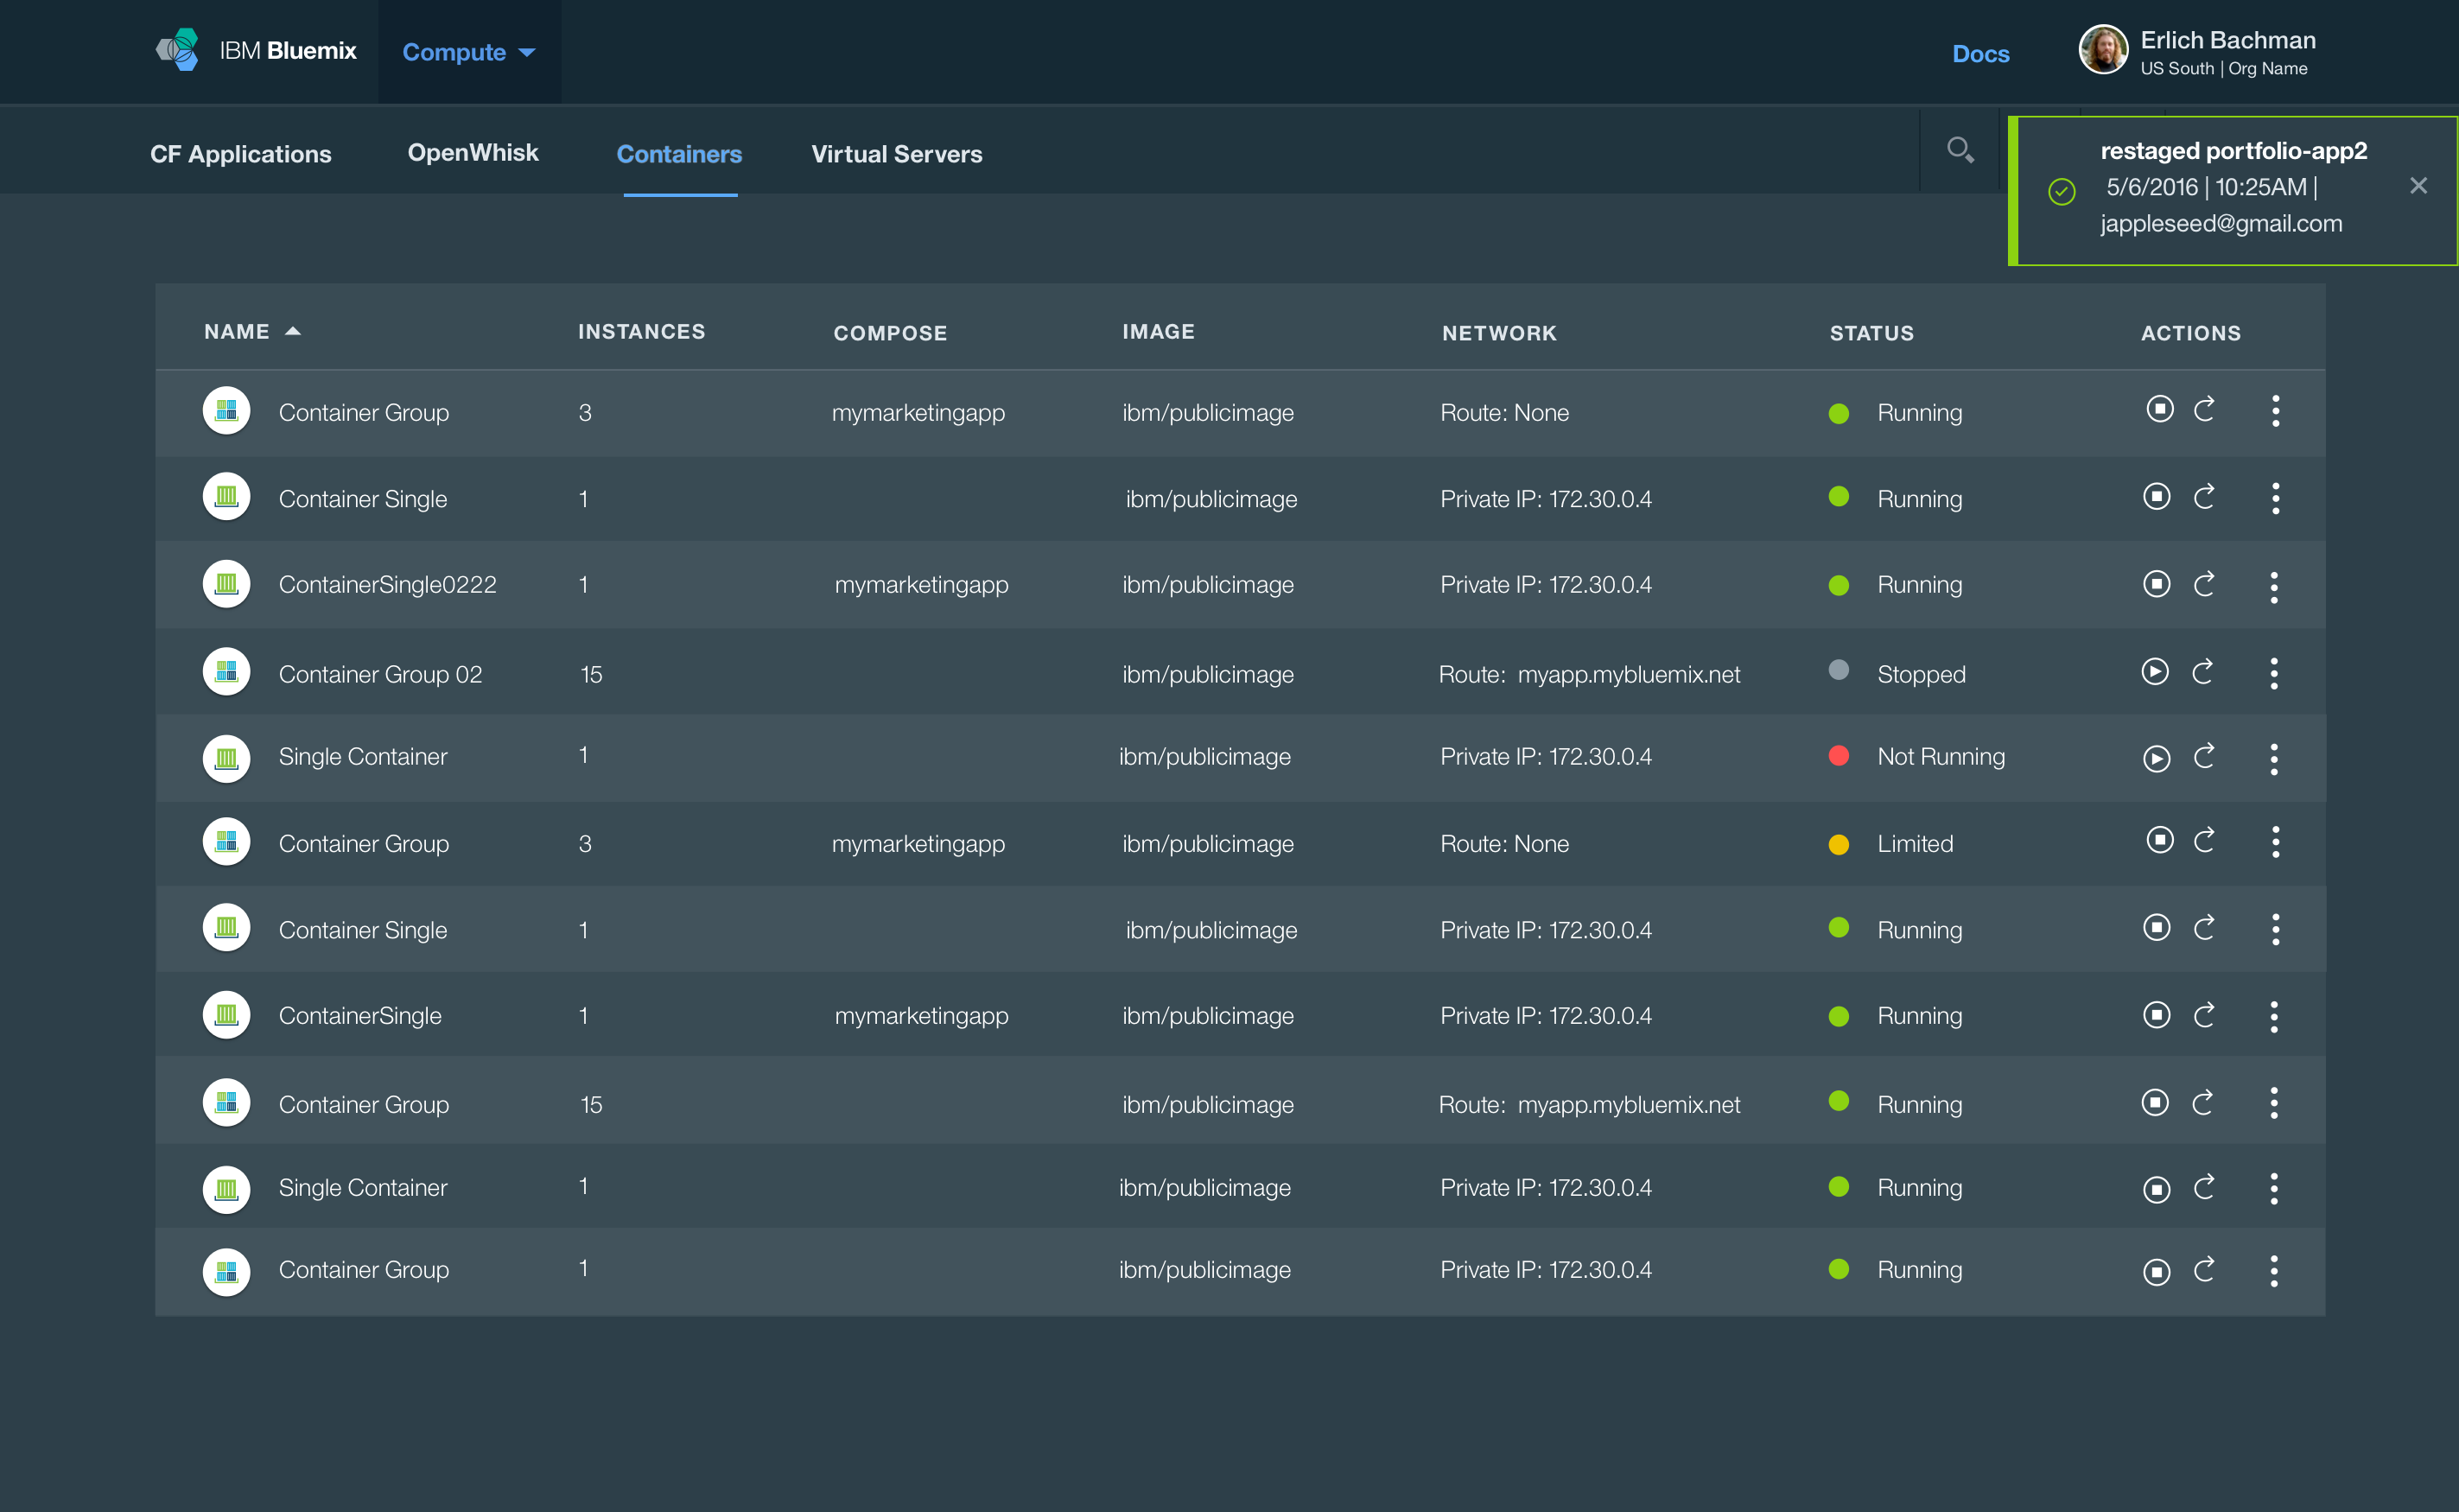 IBM Bluemix
Compute
Docs
Erlich Bachman
US South | Org Name
CF Applications
OpenWhisk
Containers
Virtual Servers
restaged portfolio-app2
5/6/2016 | 10:25AM |
jappleseed@gmail.com
NAME INSTANCES COMPOSE IMAGE NETWORK STATUS ACTIONS
Container Group 3 mymarketingapp ibm/publicimage Route: None Running
Container Single 1 ibm/publicimage Private IP: 172.30.0.4 Running
ContainerSingle0222 1 mymarketingapp ibm/publicimage Private IP: 172.30.0.4 Running
Container Group 02 15 ibm/publicimage Route: myapp.mybluemix.net Stopped
Single Container 1 ibm/publicimage Private IP: 172.30.0.4 Not Running
Container Group 3 mymarketingapp ibm/publicimage Route: None Limited
Container Single 1 ibm/publicimage Private IP: 172.30.0.4 Running
ContainerSingle 1 mymarketingapp ibm/publicimage Private IP: 172.30.0.4 Running
Container Group 15 ibm/publicimage Route: myapp.mybluemix.net Running
Single Container 1 ibm/publicimage Private IP: 172.30.0.4 Running
Container Group 1 ibm/publicimage Private IP: 172.30.0.4 Running